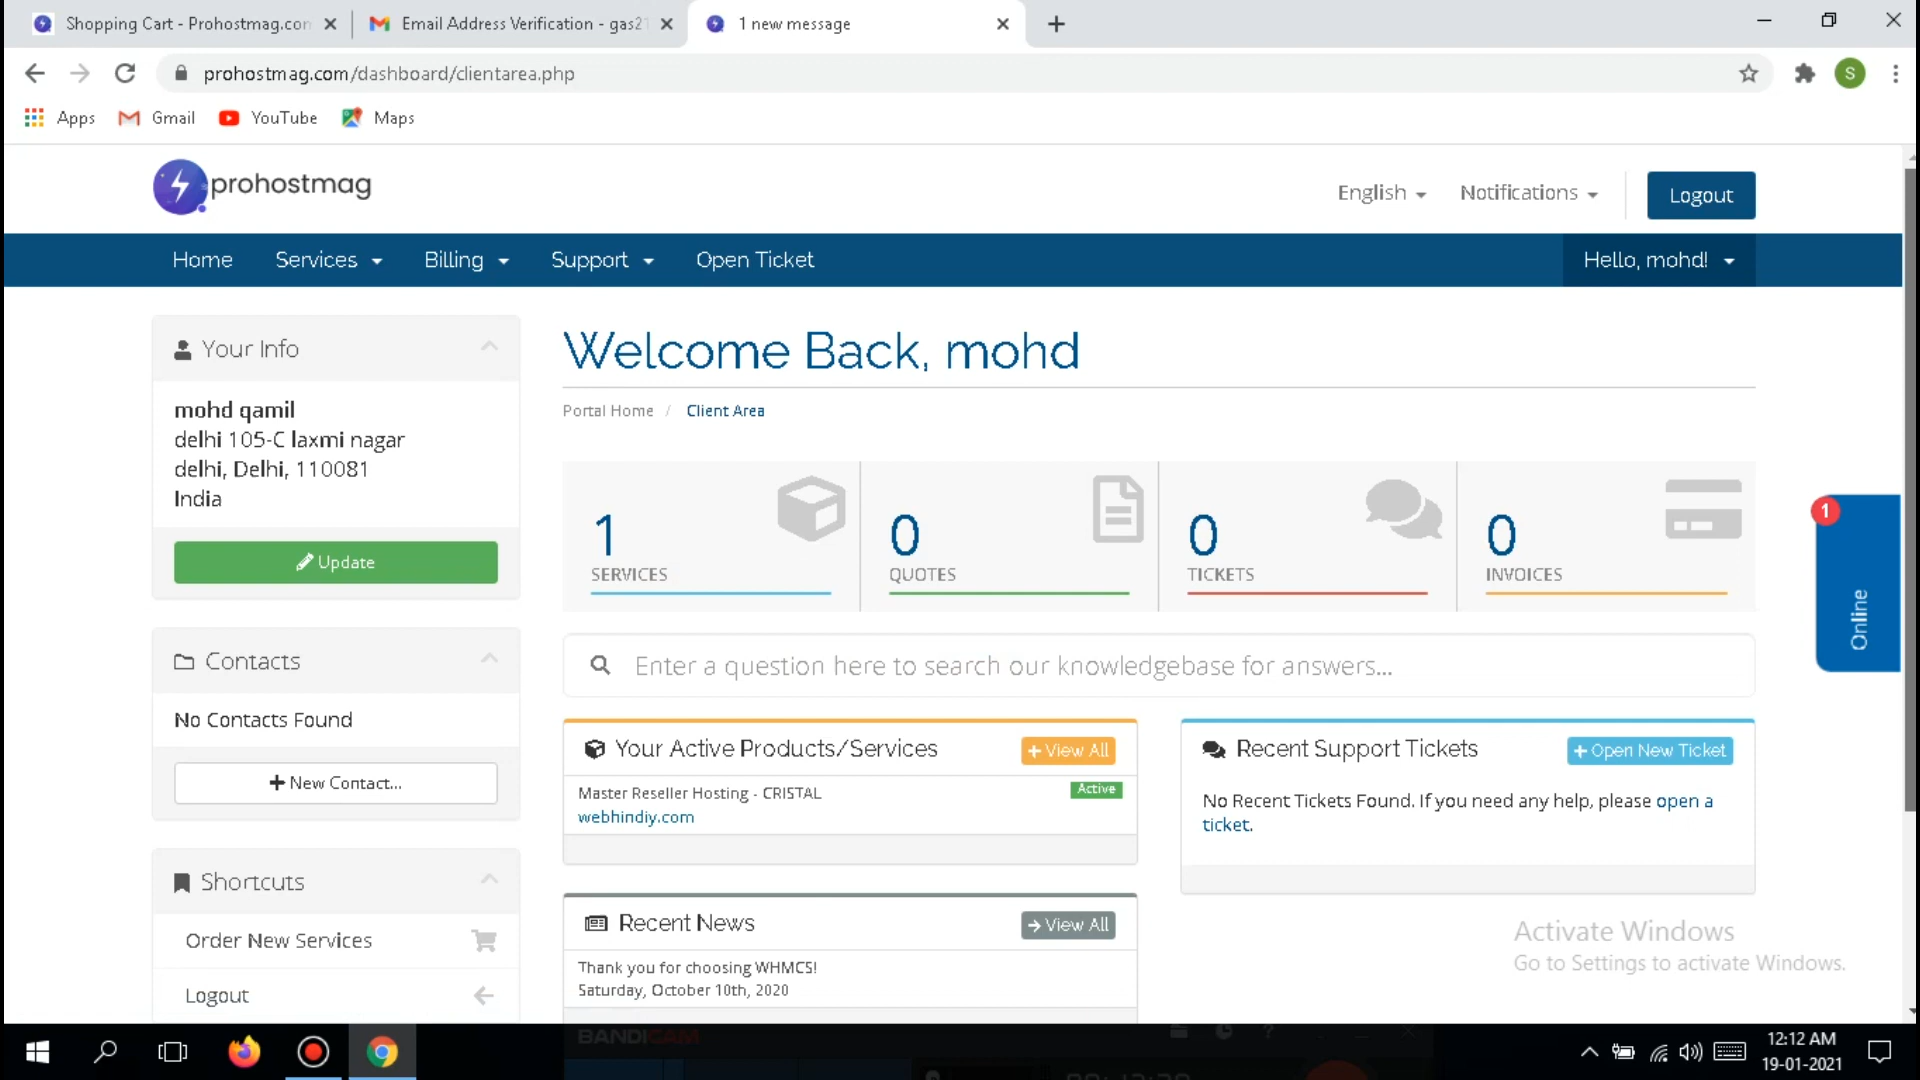 Shopping Cart - Prohostmag.com
Email Address Verification - gas21
1 new message
prohostmag.com/dashboard/clientarea.php
S
Apps
Gmail
YouTube
Maps
prohostmag
English
Notifications
Logout
Home
Services
Billing
Support
Open Ticket
Hello, mohd!
Your Info
mohd qamil
delhi 105-C laxmi nagar
delhi, Delhi, 110081
India
Update
Contacts
No Contacts Found
New Contact...
Shortcuts
Order New Services
Logout
Welcome Back, mohd
Portal Home / Client Area
1
SERVICES
0
QUOTES
0
TICKETS
0
INVOICES
Enter a question here to search our knowledgebase for answers...
Your Active Products/Services
+ View All
Master Reseller Hosting - CRISTAL
Active
webhindiy.com
Recent Support Tickets
+ Open New Ticket
No Recent Tickets Found. If you need any help, please open a
ticket.
Recent News
View All
Thank you for choosing WHMCS!
Saturday, October 10th, 2020
1
Online
Activate Windows
Go to Settings to activate Windows.
BANDICAM
12:12 AM
19-01-2021